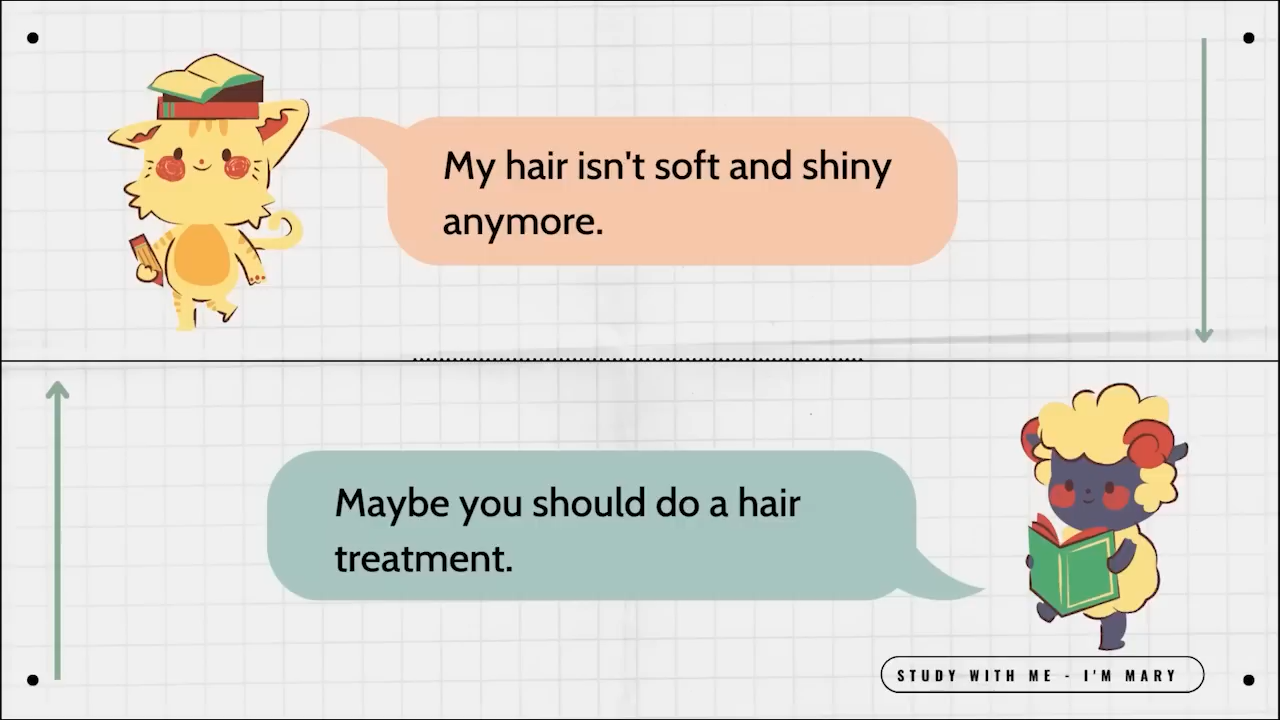 My hair isn't soft and shiny
anymore.
Maybe you should do a hair
treatment.
STUDY WITH ME - I'M MARY